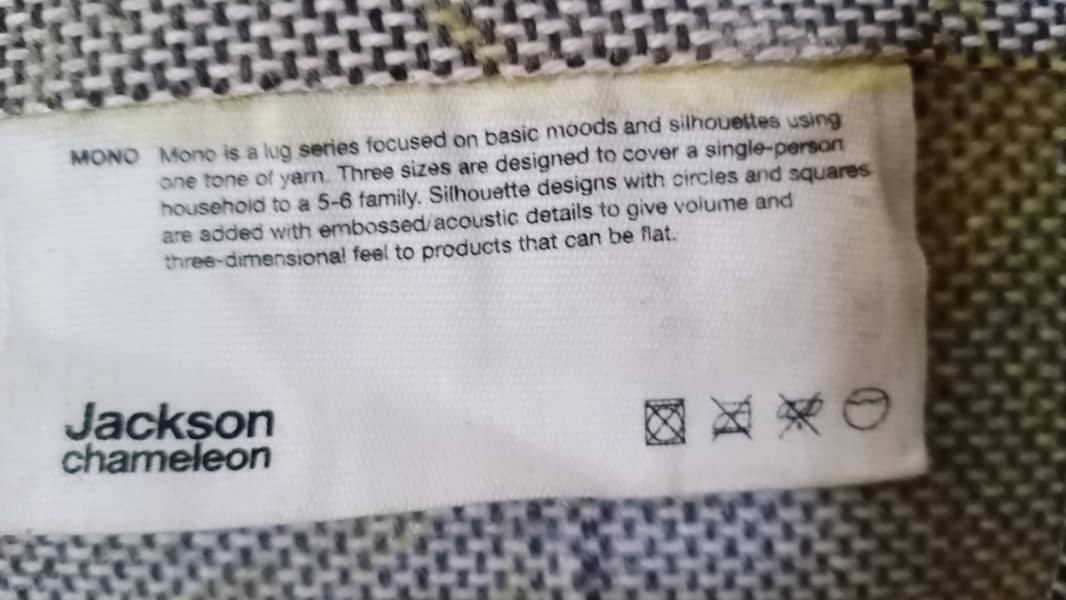 MONO Mono is a lug series focused on basic moods and silhouettes using
one tone of yarn. Three sizes are designed to cover a single-person
household to a 5-6 family. Silhouette designs with circles and squares
are added with embossed/acoustic details to give volume and
three-dimensional feel to products that can be flat.
Jackson
chameleon